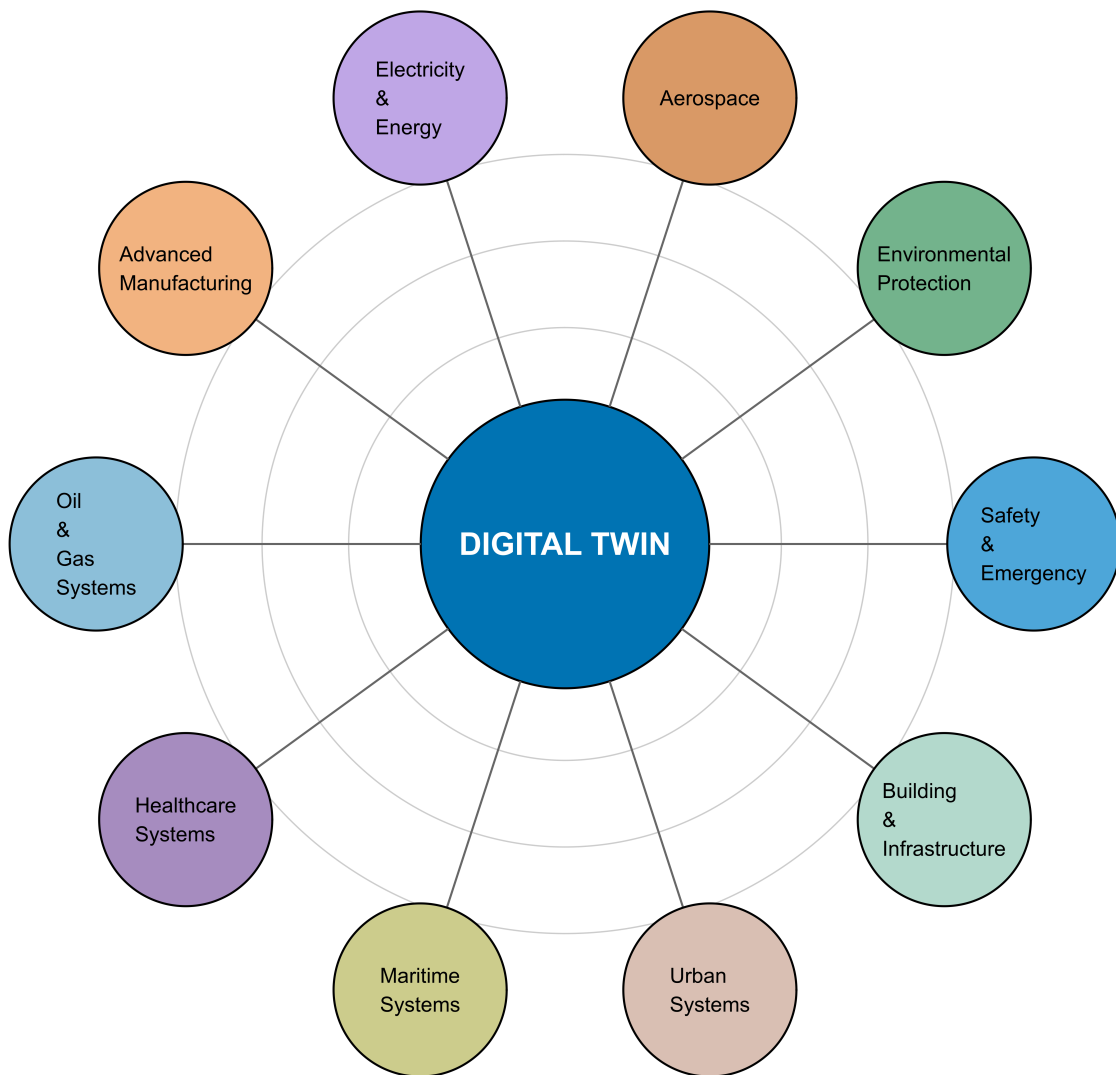 Electricity
&
Energy
Aerospace
Advanced
Manufacturing
Environmental
Protection
Oil
&
Gas
Systems
DIGITAL TWIN
Safety
&
Emergency
Healthcare
Systems
Building
&
Infrastructure
Maritime
Systems
Urban
Systems